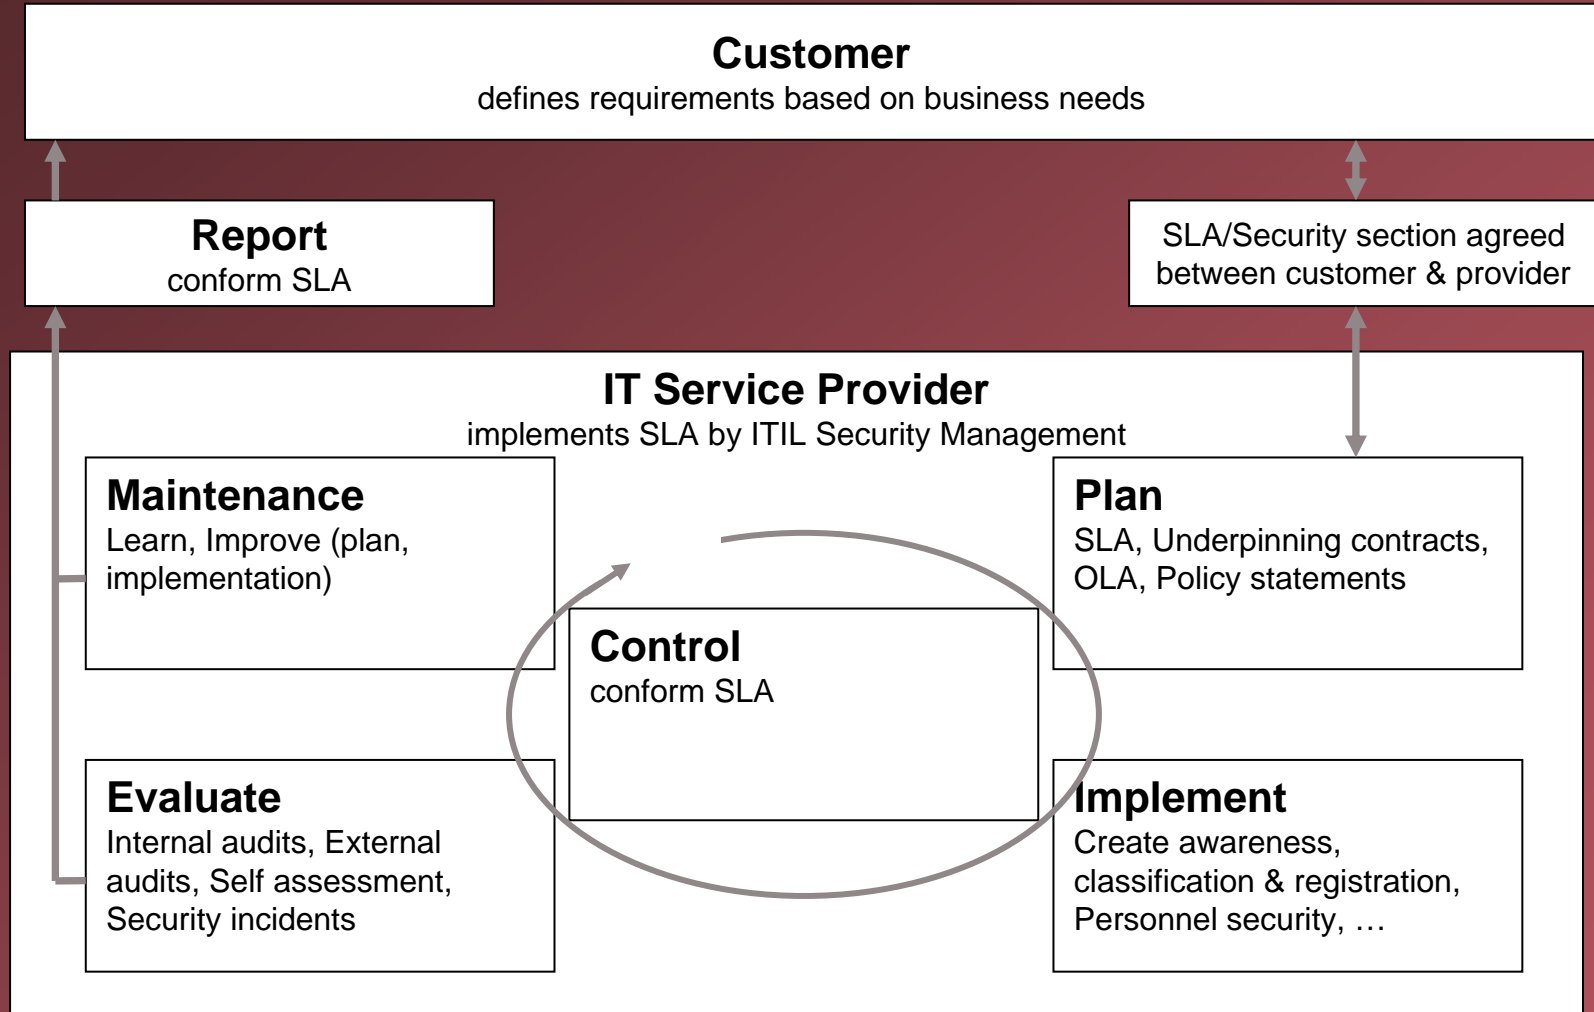 Customer
defines requirements based on business needs
Report
conform SLA
SLA/Security section agreed
between customer & provider
IT Service Provider
implements SLA by ITIL Security Management
Maintenance
Learn, Improve (plan,
implementation)
Plan
SLA, Underpinning contracts,
OLA, Policy statements
Control
conform SLA
Evaluate
Internal audits, External
audits, Self assessment,
Security incidents
Implement
Create awareness,
classification & registration,
Personnel security, …